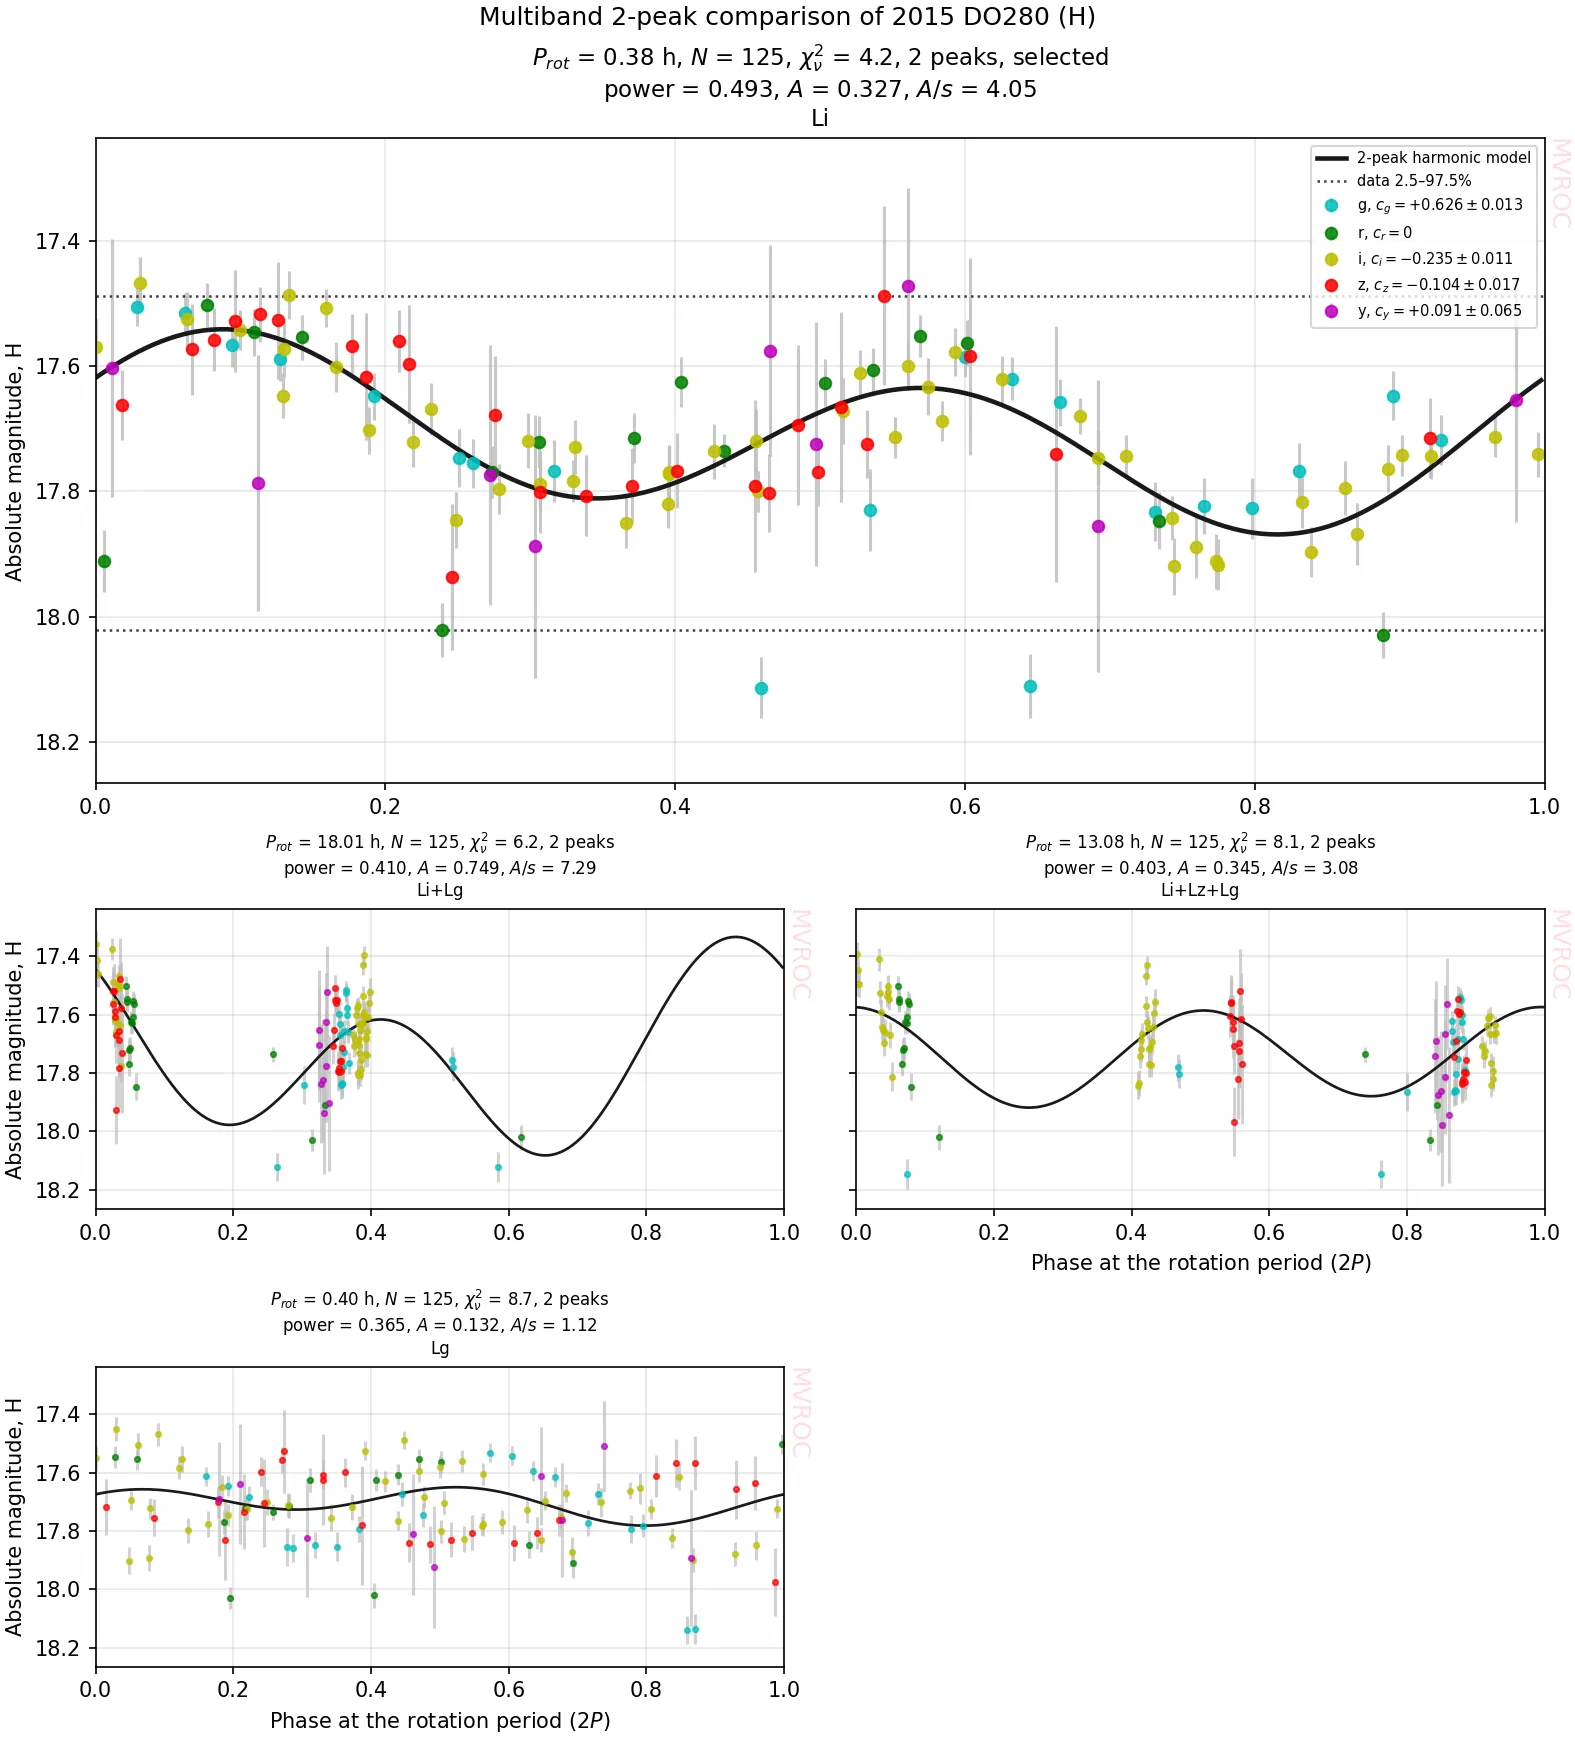 Multiband 2-peak comparison of 2015 DO280 (H)
P_rot = 0.38 h, N = 125, χ²_ν = 4.2, 2 peaks, selected
power = 0.493, A = 0.327, A/s = 4.05
Li
2-peak harmonic model
data 2.5–97.5%
g, c_g = +0.626 ± 0.013
r, c_r = 0
i, c_i = −0.235 ± 0.011
z, c_z = −0.104 ± 0.017
y, c_y = +0.091 ± 0.065
MVROC
Absolute magnitude, H
17.4
17.6
17.8
18.0
18.2
0.0 0.2 0.4 0.6 0.8 1.0
P_rot = 18.01 h, N = 125, χ²_ν = 6.2, 2 peaks
power = 0.410, A = 0.749, A/s = 7.29
Li+Lg
MVROC
Absolute magnitude, H
17.4
17.6
17.8
18.0
18.2
0.0 0.2 0.4 0.6 0.8 1.0
P_rot = 13.08 h, N = 125, χ²_ν = 8.1, 2 peaks
power = 0.403, A = 0.345, A/s = 3.08
Li+Lz+Lg
MVROC
0.0 0.2 0.4 0.6 0.8 1.0
Phase at the rotation period (2P)
P_rot = 0.40 h, N = 125, χ²_ν = 8.7, 2 peaks
power = 0.365, A = 0.132, A/s = 1.12
Lg
MVROC
Absolute magnitude, H
17.4
17.6
17.8
18.0
18.2
0.0 0.2 0.4 0.6 0.8 1.0
Phase at the rotation period (2P)